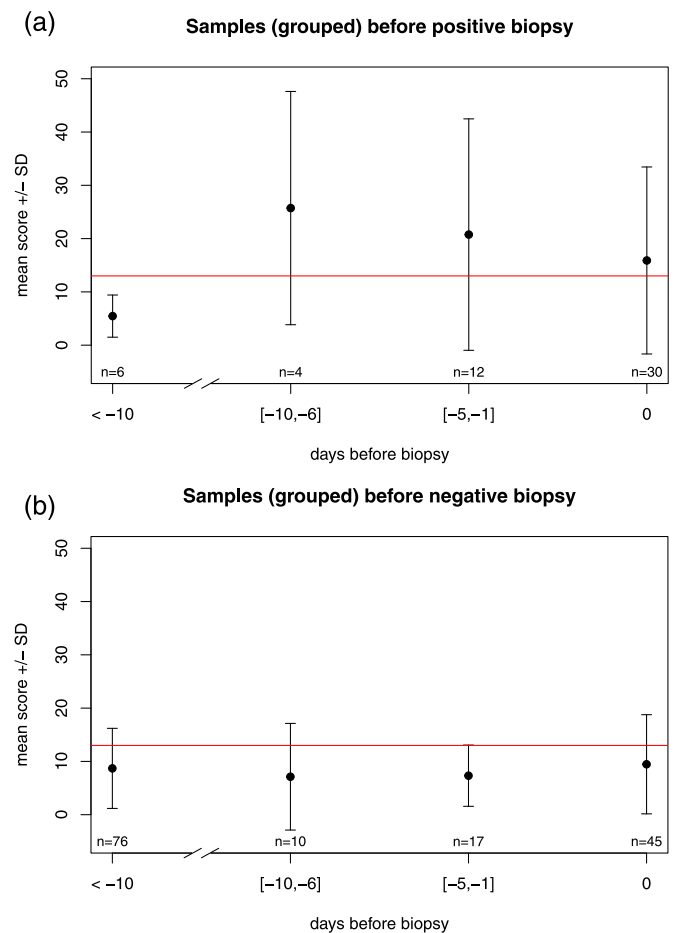 (a)
Samples (grouped) before positive biopsy
mean score +/− SD
50
40
30
20
10
0
n=6 n=4 n=12 n=30
< −10 [−10,−6] [−5,−1] 0
days before biopsy
(b)
Samples (grouped) before negative biopsy
mean score +/− SD
50
40
30
20
10
0
n=76 n=10 n=17 n=45
< −10 [−10,−6] [−5,−1] 0
days before biopsy